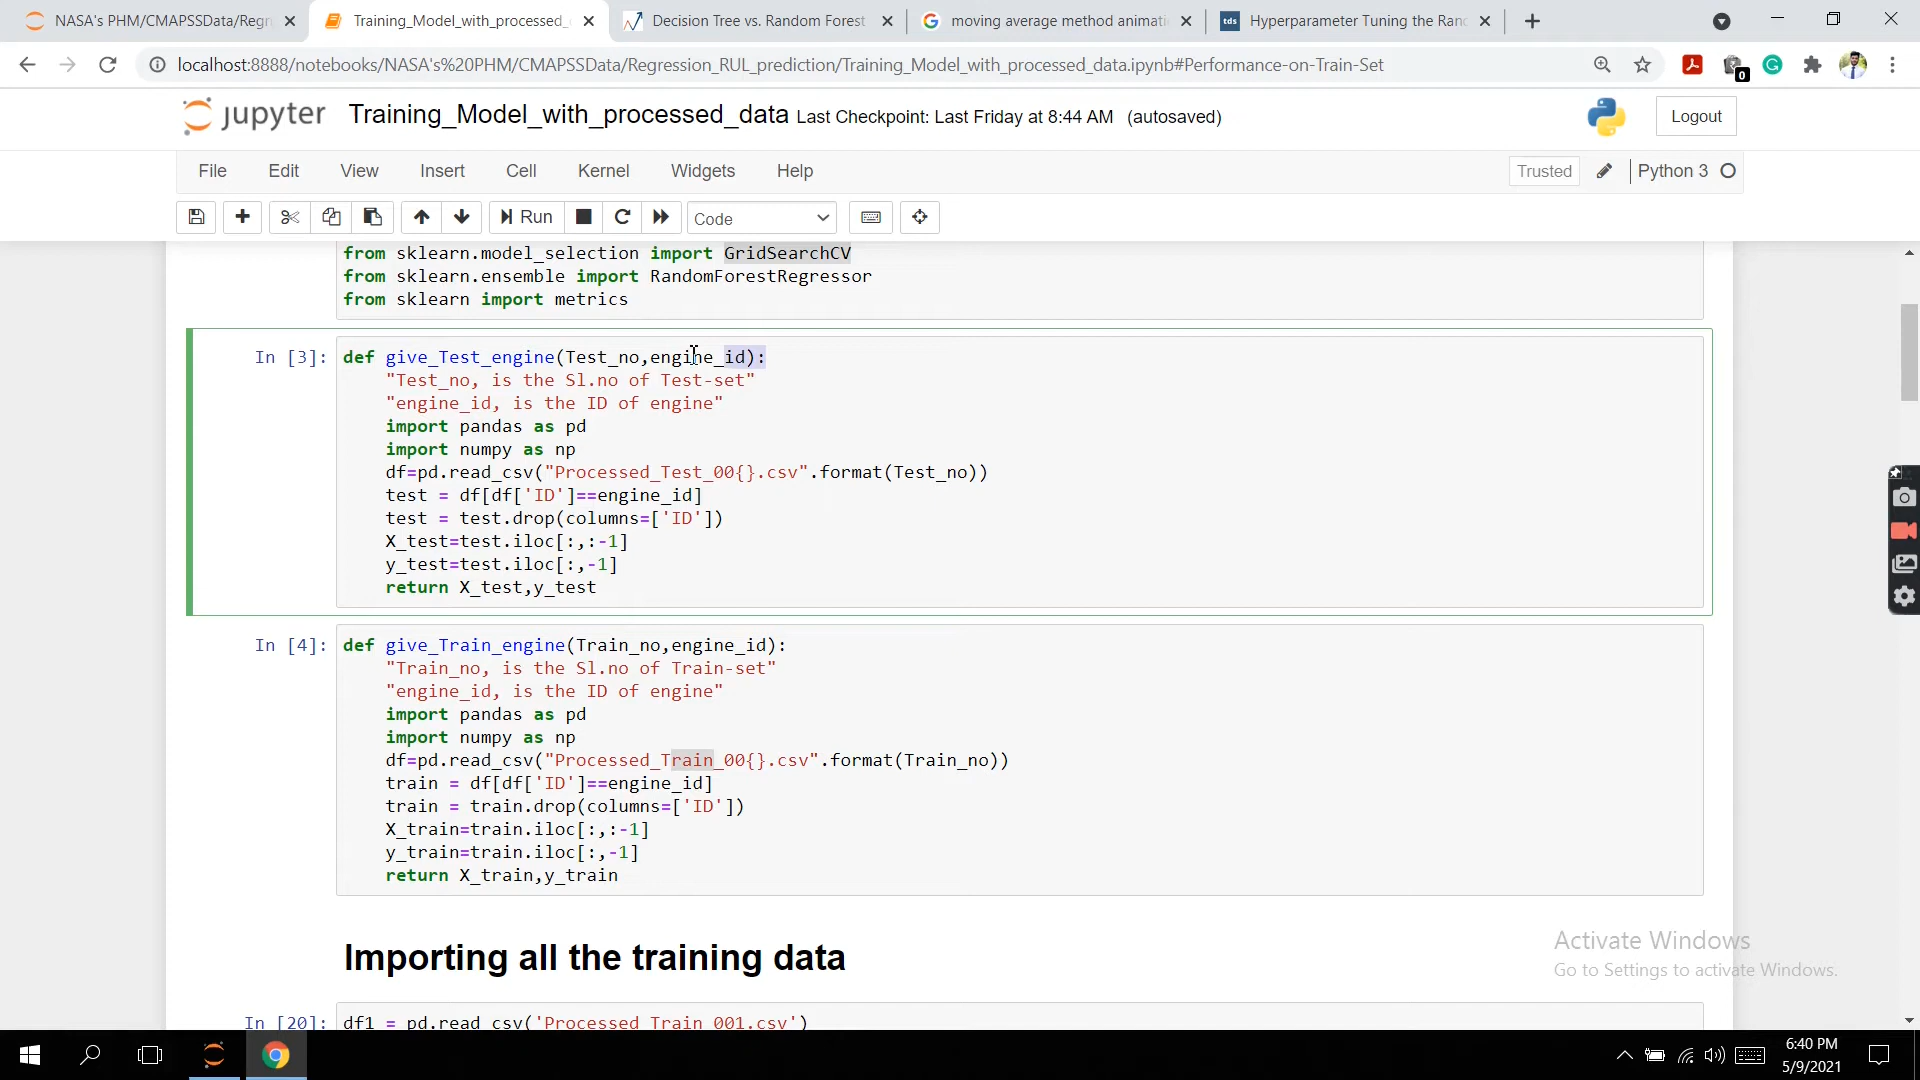 NASA's PHM/CMAPSSData/Regr
Training_Model_with_processed_
Decision Tree vs. Random Forest
moving average method animati
tds Hyperparameter Tuning the Ran
localhost:8888/notebooks/NASA's%20PHM/CMAPSSData/Regression_RUL_prediction/Training_Model_with_processed_data.ipynb#Performance-on-Train-Set
0
jupyter Training_Model_with_processed_data Last Checkpoint: Last Friday at 8:44 AM (autosaved)
Logout
File Edit View Insert Cell Kernel Widgets Help
Trusted Python 3
Run Code
from sklearn.model_selection import GridSearchCV
from sklearn.ensemble import RandomForestRegressor
from sklearn import metrics
In [3]: def give_Test_engine(Test_no,engine_id):
"Test_no, is the Sl.no of Test-set"
"engine_id, is the ID of engine"
import pandas as pd
import numpy as np
df=pd.read_csv("Processed_Test_00{}.csv".format(Test_no))
test = df[df['ID']==engine_id]
test = test.drop(columns=['ID'])
X_test=test.iloc[:,:-1]
y_test=test.iloc[:,-1]
return X_test,y_test
In [4]: def give_Train_engine(Train_no,engine_id):
"Train_no, is the Sl.no of Train-set"
"engine_id, is the ID of engine"
import pandas as pd
import numpy as np
df=pd.read_csv("Processed_Train_00{}.csv".format(Train_no))
train = df[df['ID']==engine_id]
train = train.drop(columns=['ID'])
X_train=train.iloc[:,:-1]
y_train=train.iloc[:,-1]
return X_train,y_train
Importing all the training data
In [20]: df1 = pd.read_csv('Processed_Train_001.csv')
Activate Windows
Go to Settings to activate Windows.
6:40 PM
5/9/2021